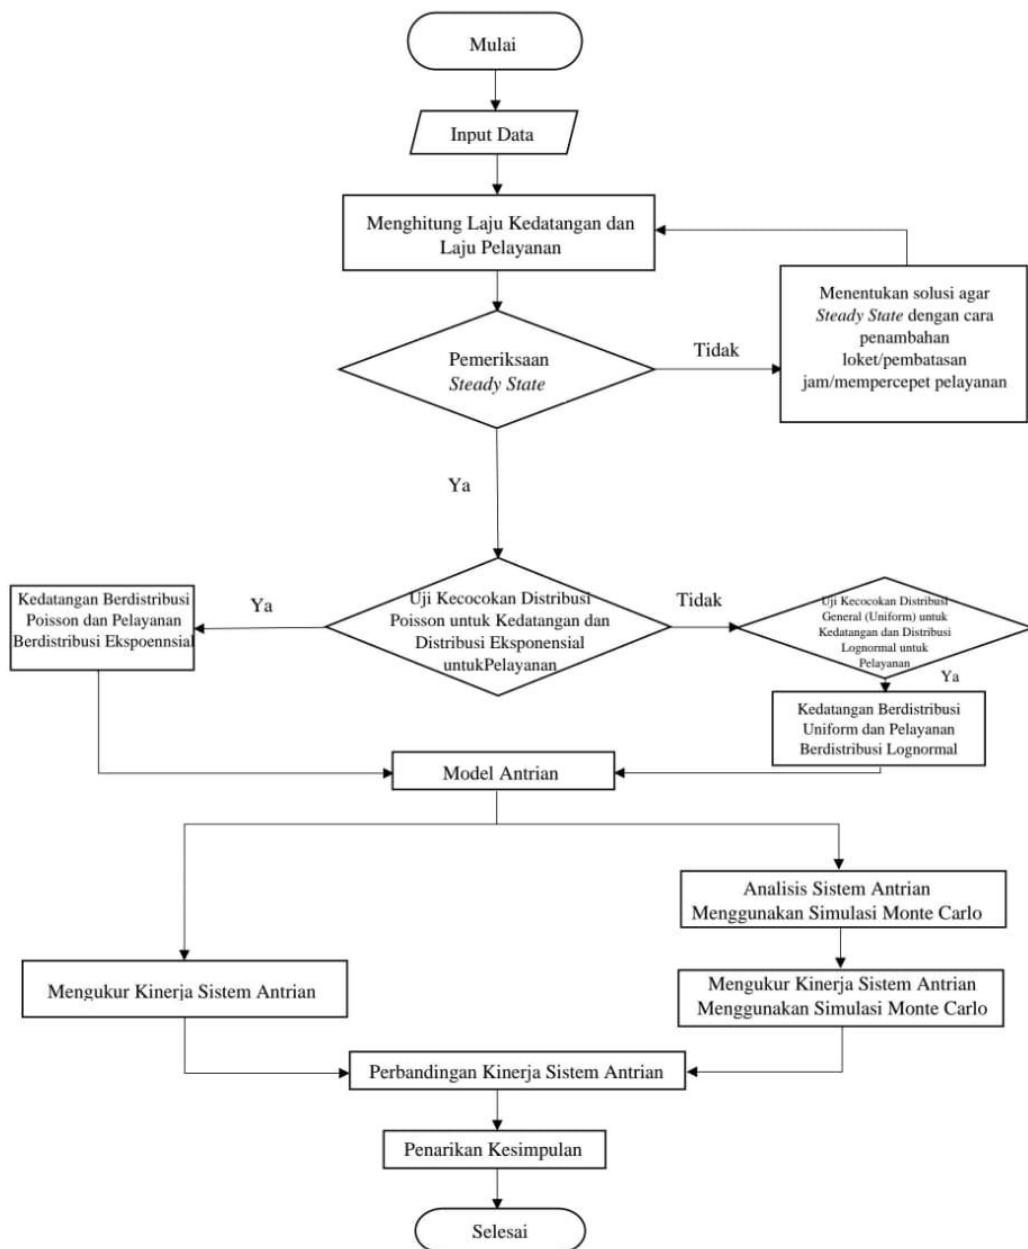 Mulai
Input Data
Menghitung Laju Kedatangan dan
Laju Pelayanan
Menentukan solusi agar
Steady State dengan cara
penambahan
loket/pembatasan
jam/mempercepet pelayanan
Pemeriksaan
Steady State
Tidak
Ya
Kedatangan Berdistribusi
Poisson dan Pelayanan
Berdistribusi Ekspoennsial
Ya
Uji Kecocokan Distribusi
Poisson untuk Kedatangan dan
Distribusi Eksponensial
untukPelayanan
Tidak
Uji Kecocokan Distribusi
General (Uniform) untuk
Kedatangan dan Distribusi
Lognormal untuk
Pelayanan
Ya
Kedatangan Berdistribusi
Uniform dan Pelayanan
Berdistribusi Lognormal
Model Antrian
Analisis Sistem Antrian
Menggunakan Simulasi Monte Carlo
Mengukur Kinerja Sistem Antrian
Mengukur Kinerja Sistem Antrian
Menggunakan Simulasi Monte Carlo
Perbandingan Kinerja Sistem Antrian
Penarikan Kesimpulan
Selesai